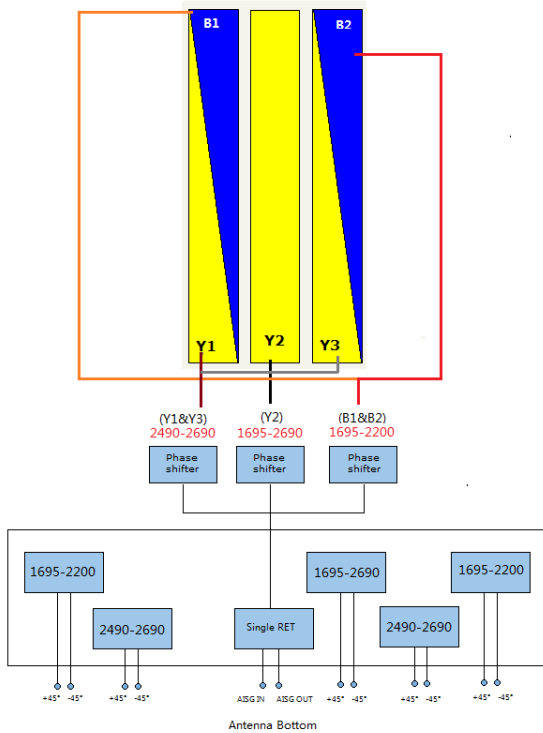 B1
B2
Y1
Y2
Y3
(Y1&Y3)
(Y2)
(B1&B2)
2490-2690
1695-2690
1695-2200
Phase
shifter
Phase
shifter
Phase
shifter
1695-2200
1695-2690
1695-2200
2490-2690
Single RET
2490-2690
+45° -45°
+45° -45°
AISG IN
AISG OUT
+45° -45°
+45° -45°
+45° -45°
Antenna Bottom